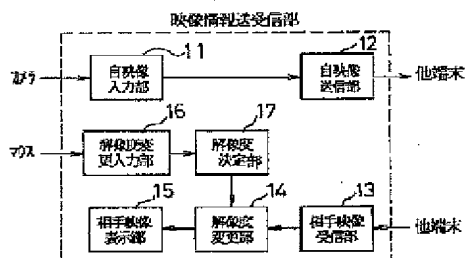 映像情報送受信部
11
12
カメラ
自映像
入力部
自映像
送信部
他端末
16
17
マウス
解像度変
更入力部
解像度
決定部
15
14
13
相手映像
表示部
解像度
変更部
相手映像
受信部
他端末